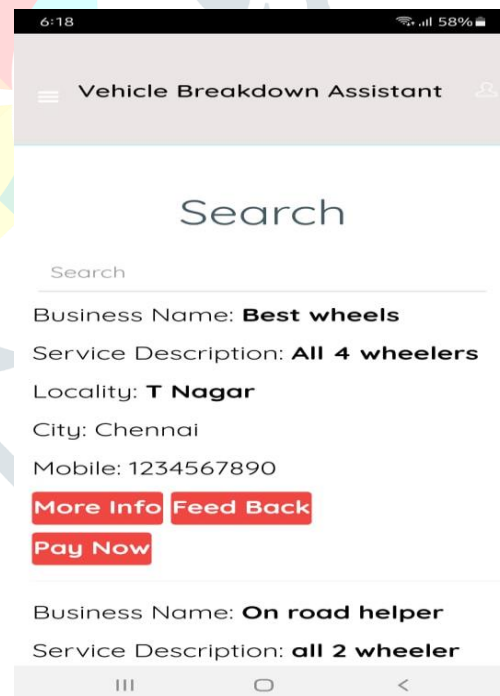 6:18 58%
Vehicle Breakdown Assistant
Search
Search
Business Name: Best wheels
Service Description: All 4 wheelers
Locality: T Nagar
City: Chennai
Mobile: 1234567890
More Info Feed Back
Pay Now
Business Name: On road helper
Service Description: all 2 wheeler